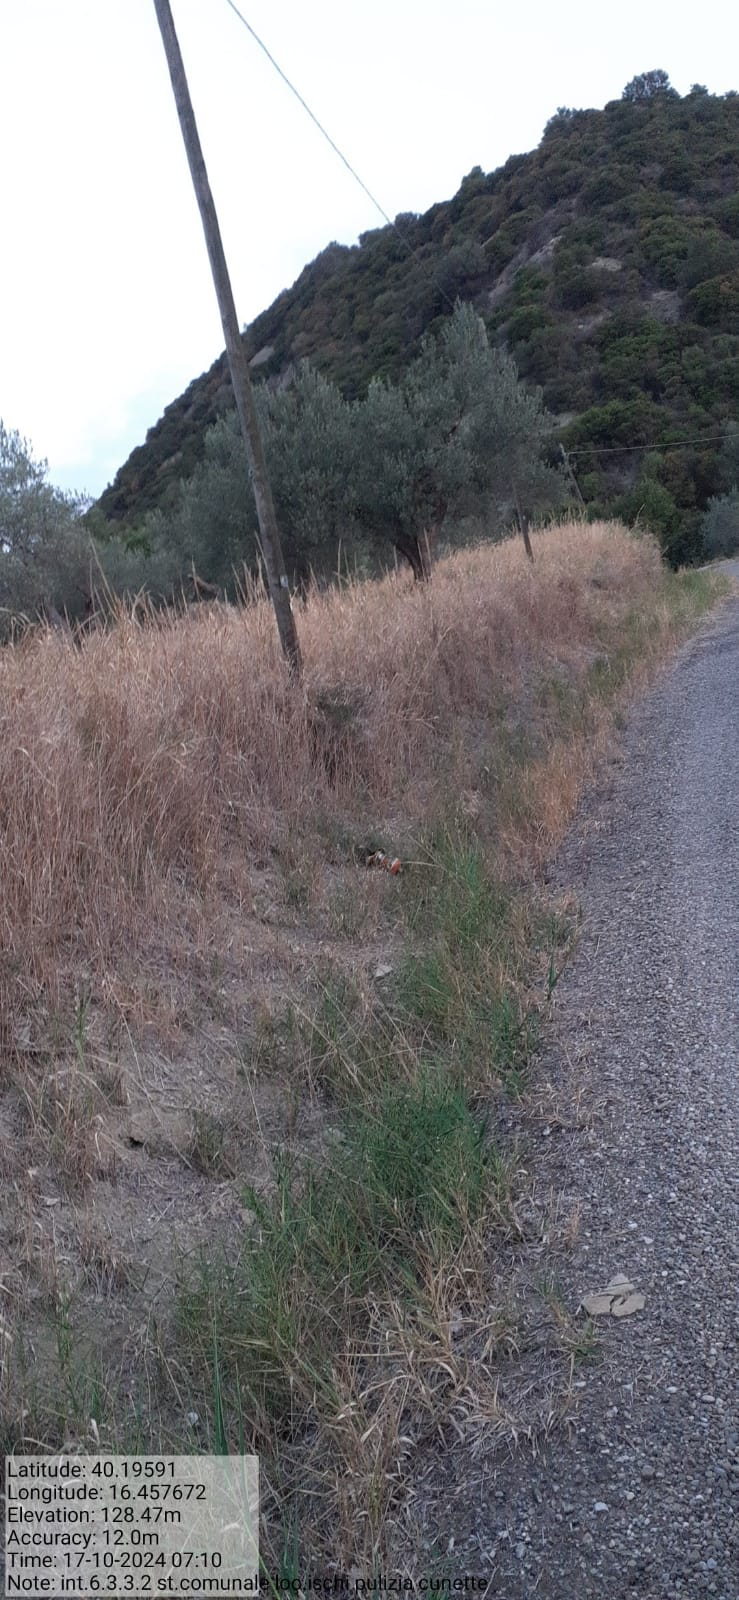 Latitude: 40.19591
Longitude: 16.457672
Elevation: 128.47m
Accuracy: 12.0m
Time: 17-10-2024 07:10
Note: int.6.3.3.2 st.comunale loo.ischi pulizia cunette